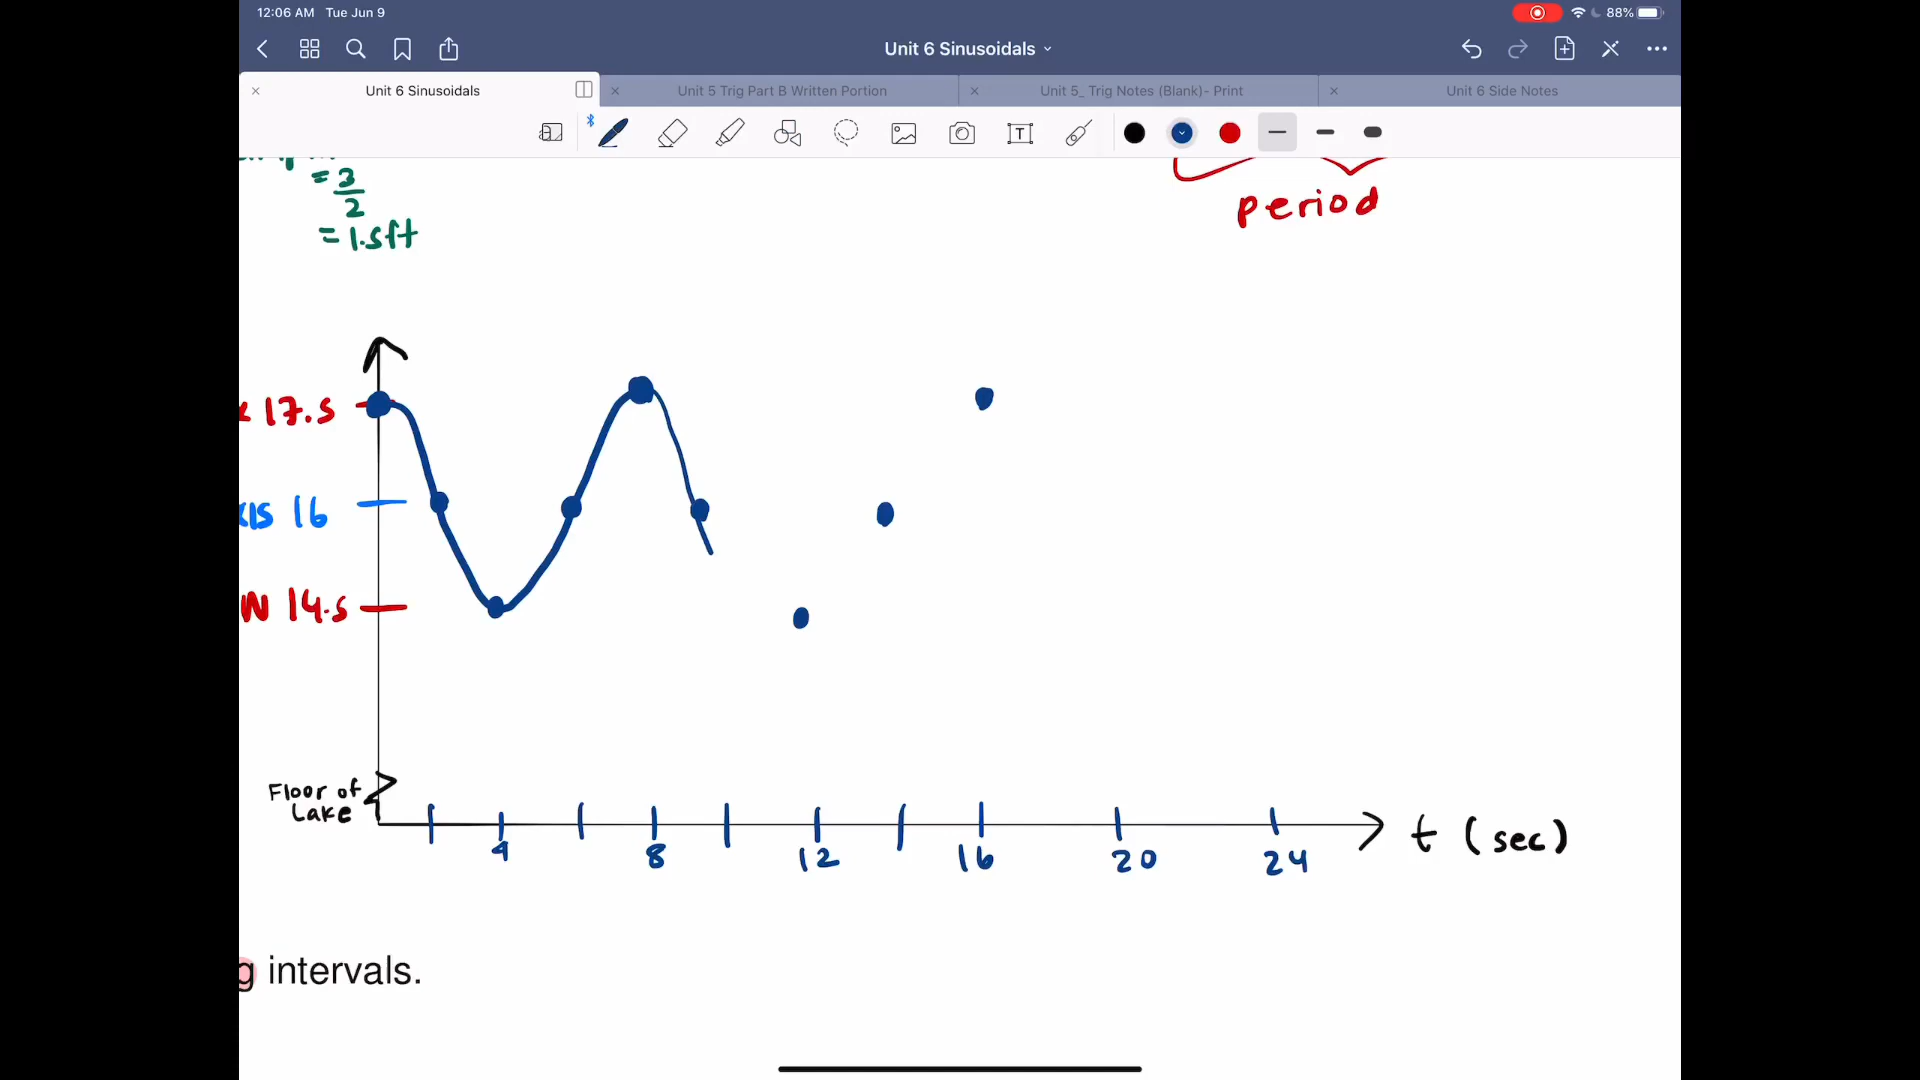 12:06 AM Tue Jun 9
88%
Unit 6 Sinusoidals
Unit 6 Sinusoidals
Unit 5 Trig Part B Written Portion
Unit 5_ Trig Notes (Blank)- Print
Unit 6 Side Notes
= 3/2
= 1.5ft
period
17.5
16
14.5
Floor of
Lake
4 8 12 16 20 24
t (sec)
g intervals.